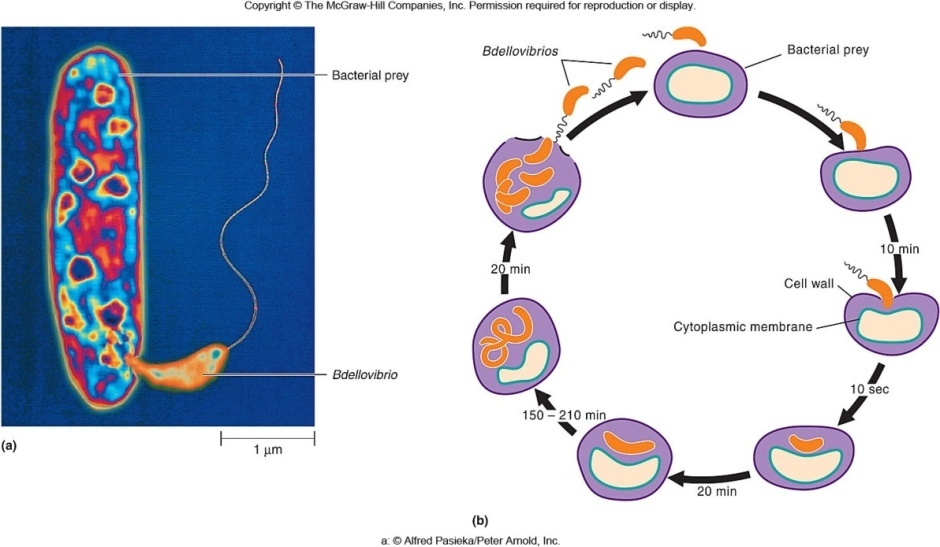 Copyright © The McGraw-Hill Companies, Inc. Permission required for reproduction or display.
Bacterial prey
Bdellovibrio
1 μm
(a)
Bdellovibrios
Bacterial prey
10 min
Cell wall
Cytoplasmic membrane
10 sec
20 min
150 – 210 min
20 min
(b)
a: © Alfred Pasieka/Peter Arnold, Inc.